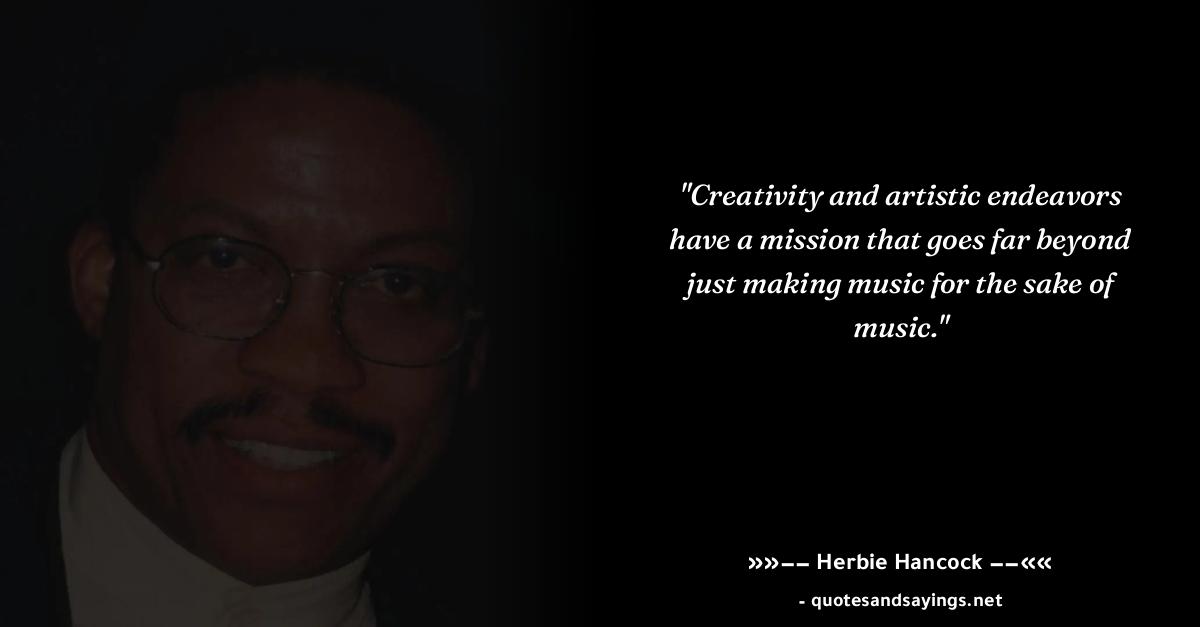 "Creativity and artistic endeavors
have a mission that goes far beyond
just making music for the sake of
music."
»»−− Herbie Hancock −−««
- quotesandsayings.net